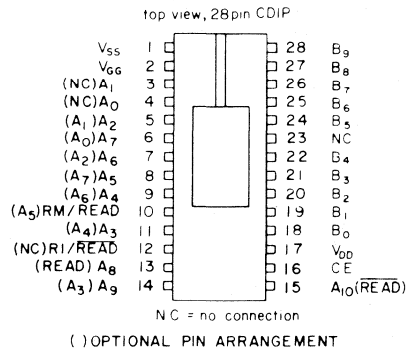 top view, 28pin CDIP
V_SS 1 28 B_9
V_GG 2 27 B_8
(NC)A_1 3 26 B_7
(NC)A_0 4 25 B_6
(A_1)A_2 5 24 B_5
(A_0)A_7 6 23 NC
(A_2)A_6 7 22 B_4
(A_7)A_5 8 21 B_3
(A_6)A_4 9 20 B_2
(A_5)RM/READ 10 19 B_1
(A_4)A_3 11 18 B_0
(NC)RI/R̅E̅A̅D̅ 12 17 V_DD
(READ)A_8 13 16 CE
(A_3)A_9 14 15 A_10(R̅E̅A̅D̅)
NC = no connection
( )OPTIONAL PIN ARRANGEMENT